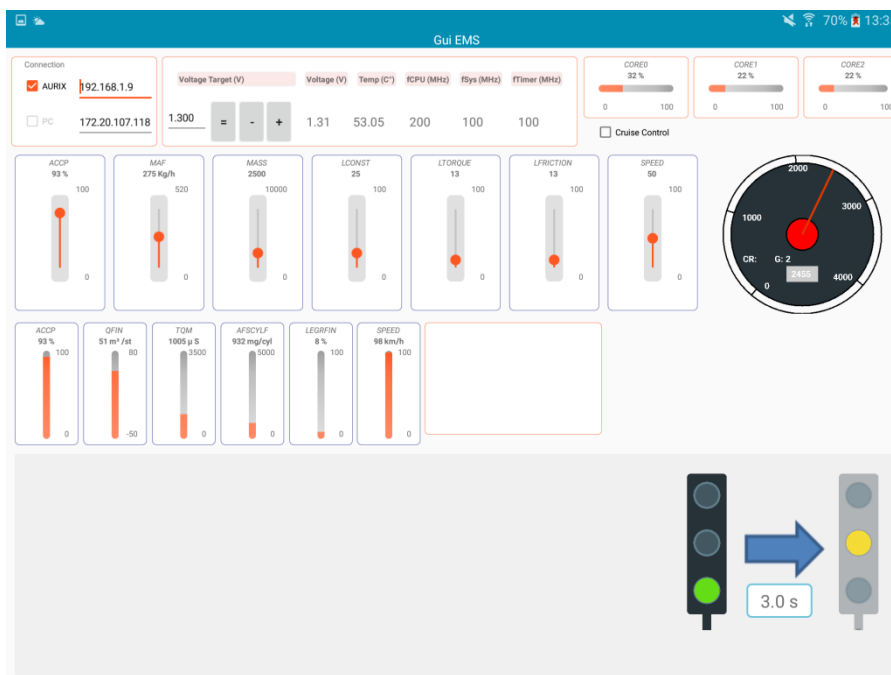 70% 13:3
Gui EMS
Connection
AURIX 192.168.1.9
PC 172.20.107.118
Voltage Target (V) Voltage (V) Temp (C°) fCPU (MHz) fSys (MHz) fTimer (MHz)
1.300 = - + 1.31 53.05 200 100 100
CORE0
32 %
0 100
CORE1
22 %
0 100
CORE2
22 %
0 100
Cruise Control
ACCP
93 %
100
0
MAF
275 Kg/h
520
0
MASS
2500
10000
0
LCONST
25
100
0
LTORQUE
13
100
0
LFRICTION
13
100
0
SPEED
50
100
0
2000
1000
3000
CR: G: 2
2455
0
4000
ACCP
93 %
100
0
QFIN
51 m³ /st
80
-50
TQM
1005 µ S
3500
0
AFSCYLF
932 mg/cyl
5000
0
LEGRFIN
8 %
100
0
SPEED
98 km/h
100
0
3.0 s